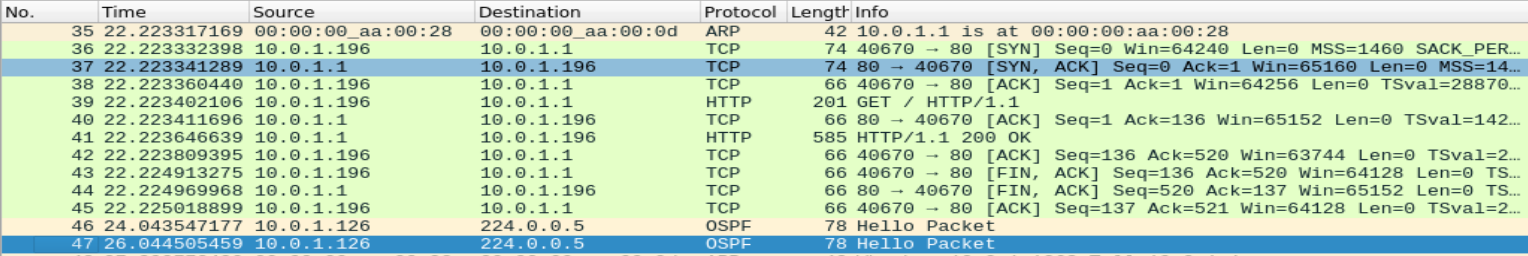 No. Time Source Destination Protocol Length Info
35 22.223317169 00:00:00_aa:00:28 00:00:00_aa:00:0d ARP 42 10.0.1.1 is at 00:00:00:aa:00:28
36 22.223332398 10.0.1.196 10.0.1.1 TCP 74 40670 → 80 [SYN] Seq=0 Win=64240 Len=0 MSS=1460 SACK_PER…
37 22.223341289 10.0.1.1 10.0.1.196 TCP 74 80 → 40670 [SYN, ACK] Seq=0 Ack=1 Win=65160 Len=0 MSS=14…
38 22.223360440 10.0.1.196 10.0.1.1 TCP 66 40670 → 80 [ACK] Seq=1 Ack=1 Win=64256 Len=0 TSval=28870…
39 22.223402106 10.0.1.196 10.0.1.1 HTTP 201 GET / HTTP/1.1
40 22.223411696 10.0.1.1 10.0.1.196 TCP 66 80 → 40670 [ACK] Seq=1 Ack=136 Win=65152 Len=0 TSval=142…
41 22.223646639 10.0.1.1 10.0.1.196 HTTP 585 HTTP/1.1 200 OK
42 22.223809395 10.0.1.196 10.0.1.1 TCP 66 40670 → 80 [ACK] Seq=136 Ack=520 Win=63744 Len=0 TSval=2…
43 22.224913275 10.0.1.196 10.0.1.1 TCP 66 40670 → 80 [FIN, ACK] Seq=136 Ack=520 Win=64128 Len=0 TS…
44 22.224969968 10.0.1.1 10.0.1.196 TCP 66 80 → 40670 [FIN, ACK] Seq=520 Ack=137 Win=65152 Len=0 TS…
45 22.225018899 10.0.1.196 10.0.1.1 TCP 66 40670 → 80 [ACK] Seq=137 Ack=521 Win=64128 Len=0 TSval=2…
46 24.043547177 10.0.1.126 224.0.0.5 OSPF 78 Hello Packet
47 26.044505459 10.0.1.126 224.0.0.5 OSPF 78 Hello Packet